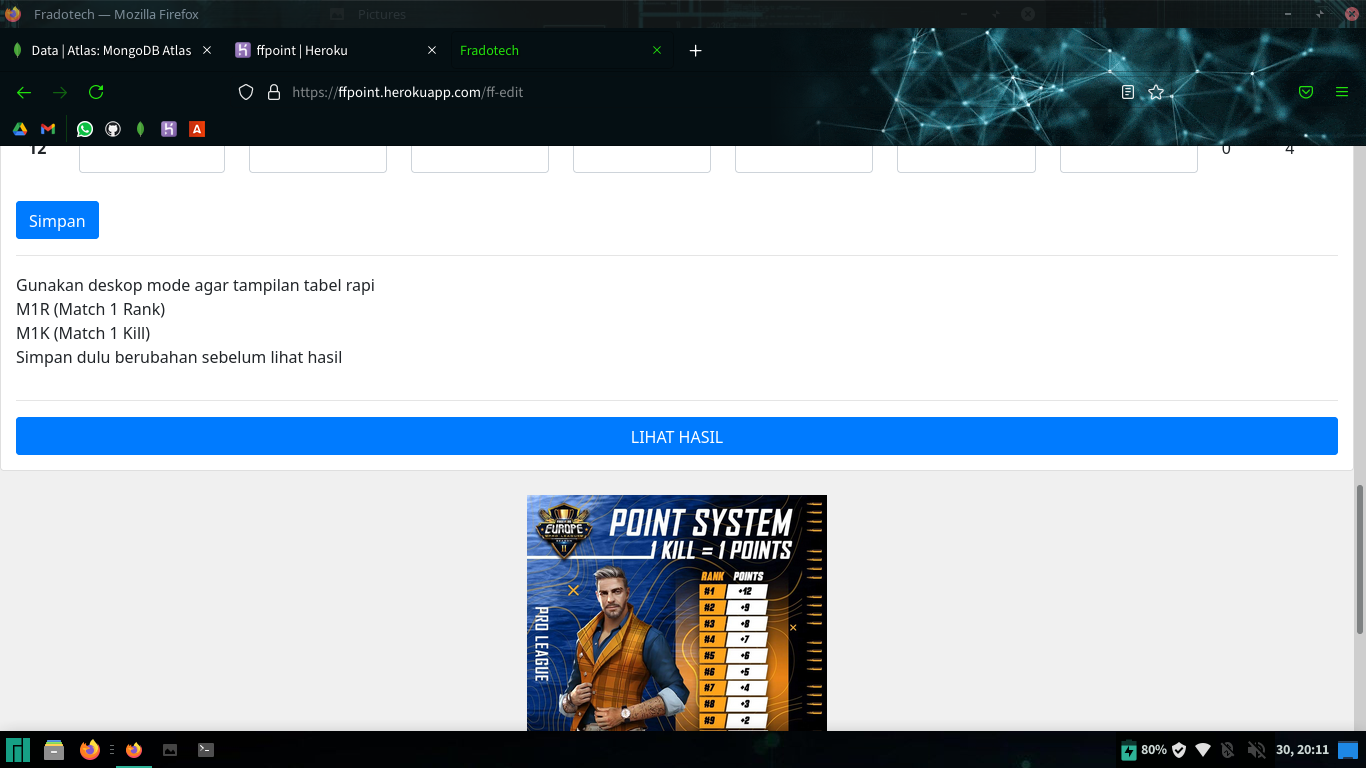 Fradotech — Mozilla Firefox
Pictures
Data | Atlas: MongoDB Atlas
ffpoint | Heroku
Fradotech
https://ffpoint.herokuapp.com/ff-edit
12 0 4
Simpan
Gunakan deskop mode agar tampilan tabel rapi
M1R (Match 1 Rank)
M1K (Match 1 Kill)
Simpan dulu berubahan sebelum lihat hasil
LIHAT HASIL
EUROPE
PRO LEAGUE
II
POINT SYSTEM
1 KILL = 1 POINTS
RANK POINTS
#1 +12
#2 +9
#3 +8
#4 +7
#5 +6
#6 +5
#7 +4
#8 +3
#9 +2
PRO LEAGUE
80%
30, 20:11